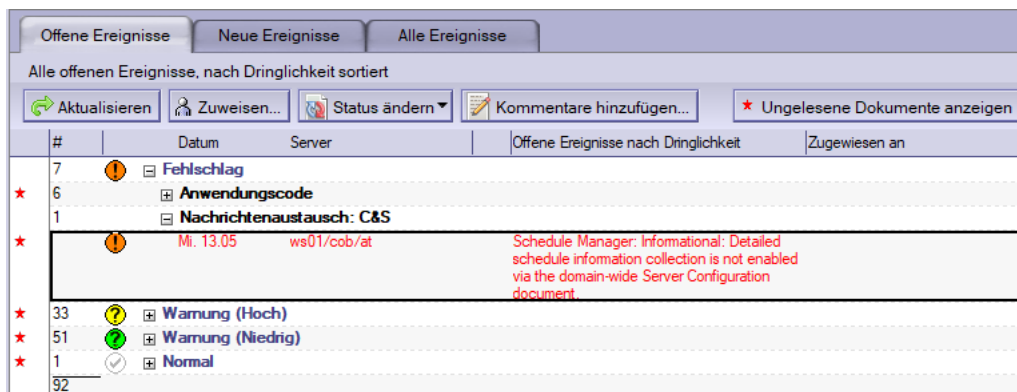 Offene Ereignisse Neue Ereignisse Alle Ereignisse
Alle offenen Ereignisse, nach Dringlichkeit sortiert
Aktualisieren Zuweisen... Status ändern Kommentare hinzufügen... Ungelesene Dokumente anzeigen
# Datum Server Offene Ereignisse nach Dringlichkeit Zugewiesen an
7 Fehlschlag
6 Anwendungscode
1 Nachrichtenaustausch: C&S
Mi. 13.05 ws01/cob/at Schedule Manager: Informational: Detailed
schedule information collection is not enabled
via the domain-wide Server Configuration
document.
33 Warnung (Hoch)
51 Warnung (Niedrig)
1 Normal
92